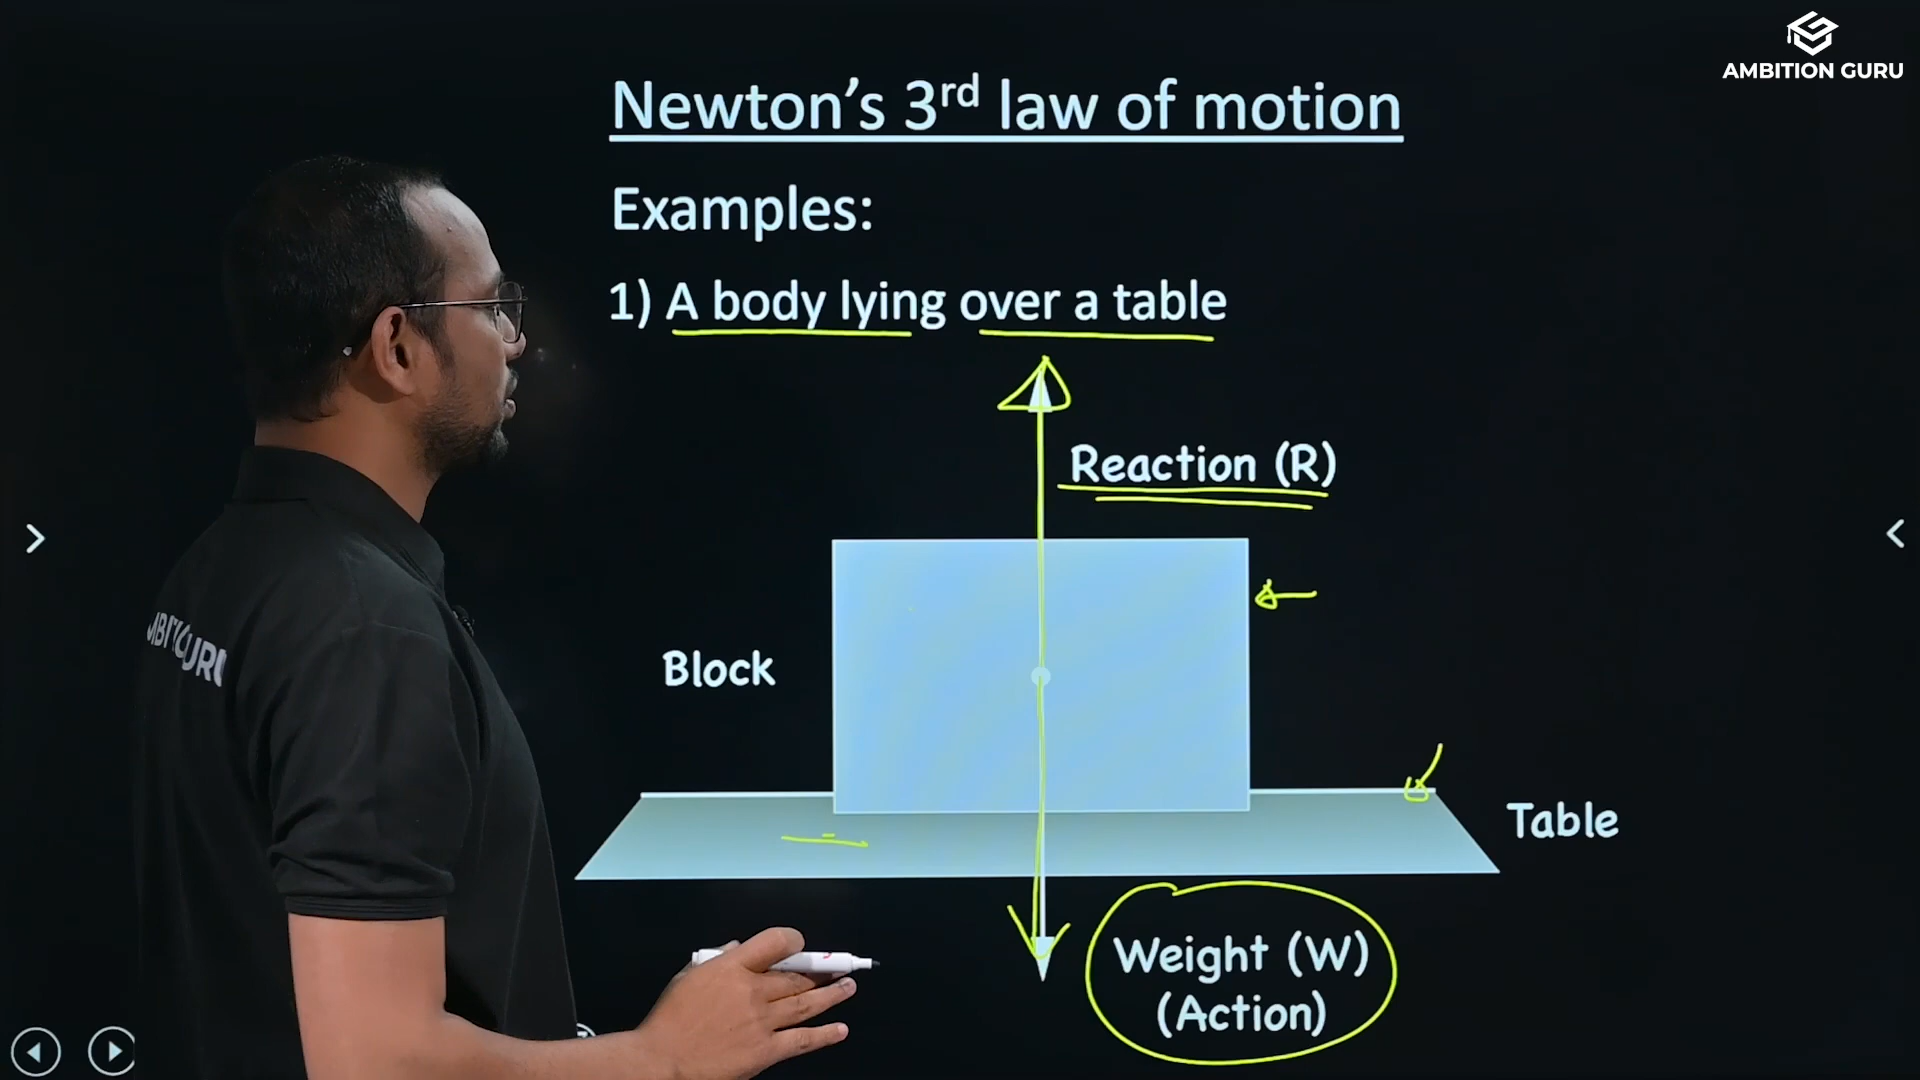 AMBITION GURU
Newton’s 3rd law of motion
Examples:
1) A body lying over a table
Reaction (R)
Block
Table
Weight (W)
(Action)